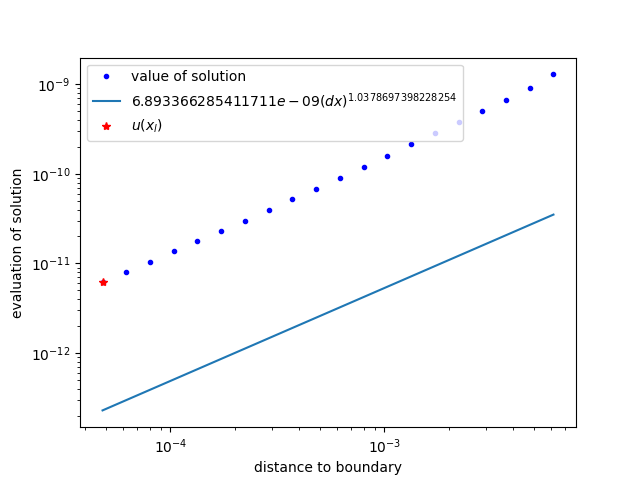 value of solution
6.893366285411711e − 09(dx)^1.0378697398228254
u(x_l)
10^-9
10^-10
10^-11
10^-12
evaluation of solution
10^-4
10^-3
distance to boundary